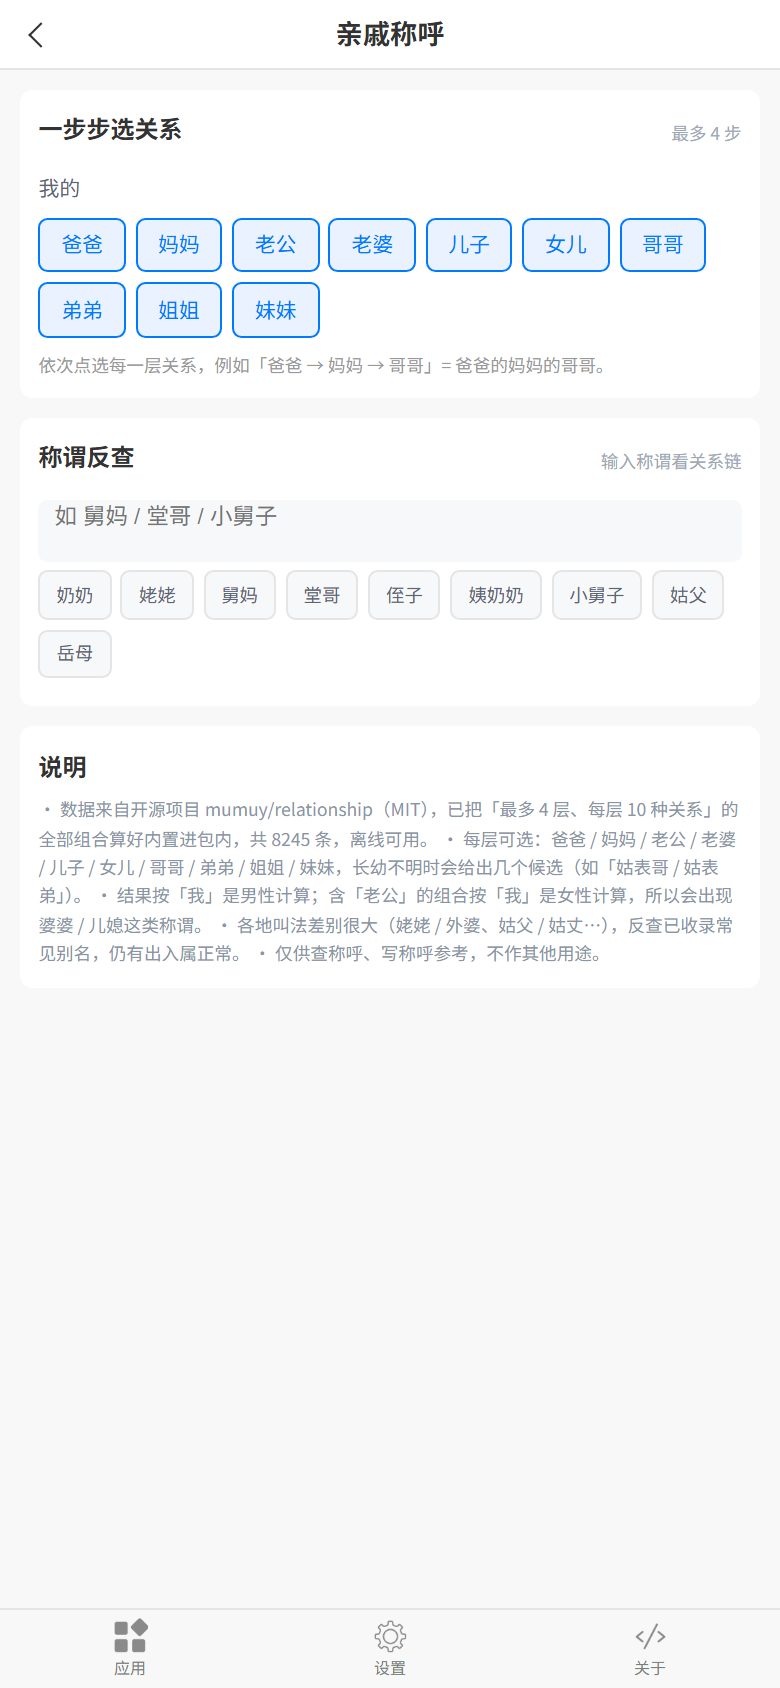 亲戚称呼
一步步选关系
最多 4 步
我的
爸爸 妈妈 老公 老婆 儿子 女儿 哥哥
弟弟 姐姐 妹妹
依次点选每一层关系，例如「爸爸 → 妈妈 → 哥哥」= 爸爸的妈妈的哥哥。
称谓反查
输入称谓看关系链
如 舅妈 / 堂哥 / 小舅子
奶奶 姥姥 舅妈 堂哥 侄子 姨奶奶 小舅子 姑父
岳母
说明
· 数据来自开源项目 mumuy/relationship（MIT），已把「最多 4 层、每层 10 种关系」的
全部组合算好内置进包内，共 8245 条，离线可用。 · 每层可选：爸爸 / 妈妈 / 老公 / 老婆
/ 儿子 / 女儿 / 哥哥 / 弟弟 / 姐姐 / 妹妹，长幼不明时会给出几个候选（如「姑表哥 / 姑表
弟」）。 · 结果按「我」是男性计算；含「老公」的组合按「我」是女性计算，所以会出现
婆婆 / 儿媳这类称谓。 · 各地叫法差别很大（姥姥 / 外婆、姑父 / 姑丈…），反查已收录常
见别名，仍有出入属正常。 · 仅供查称呼、写称呼参考，不作其他用途。
应用 设置 关于